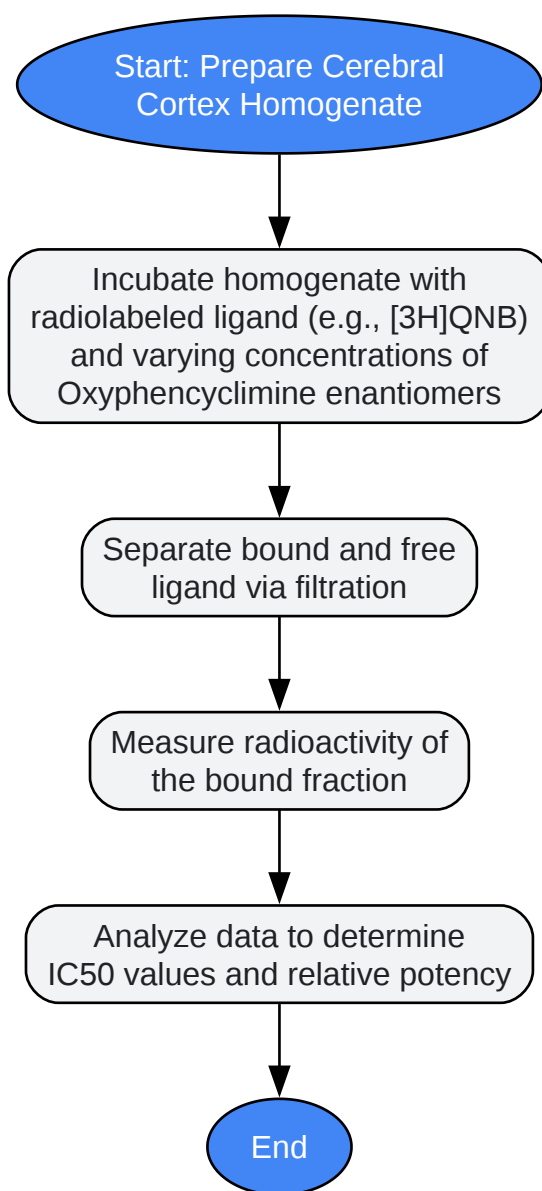 Start: Prepare Cerebral
Cortex Homogenate
Incubate homogenate with
radiolabeled ligand (e.g., [3H]QNB)
and varying concentrations of
Oxyphencyclimine enantiomers
Separate bound and free
ligand via filtration
Measure radioactivity of
the bound fraction
Analyze data to determine
IC50 values and relative potency
End